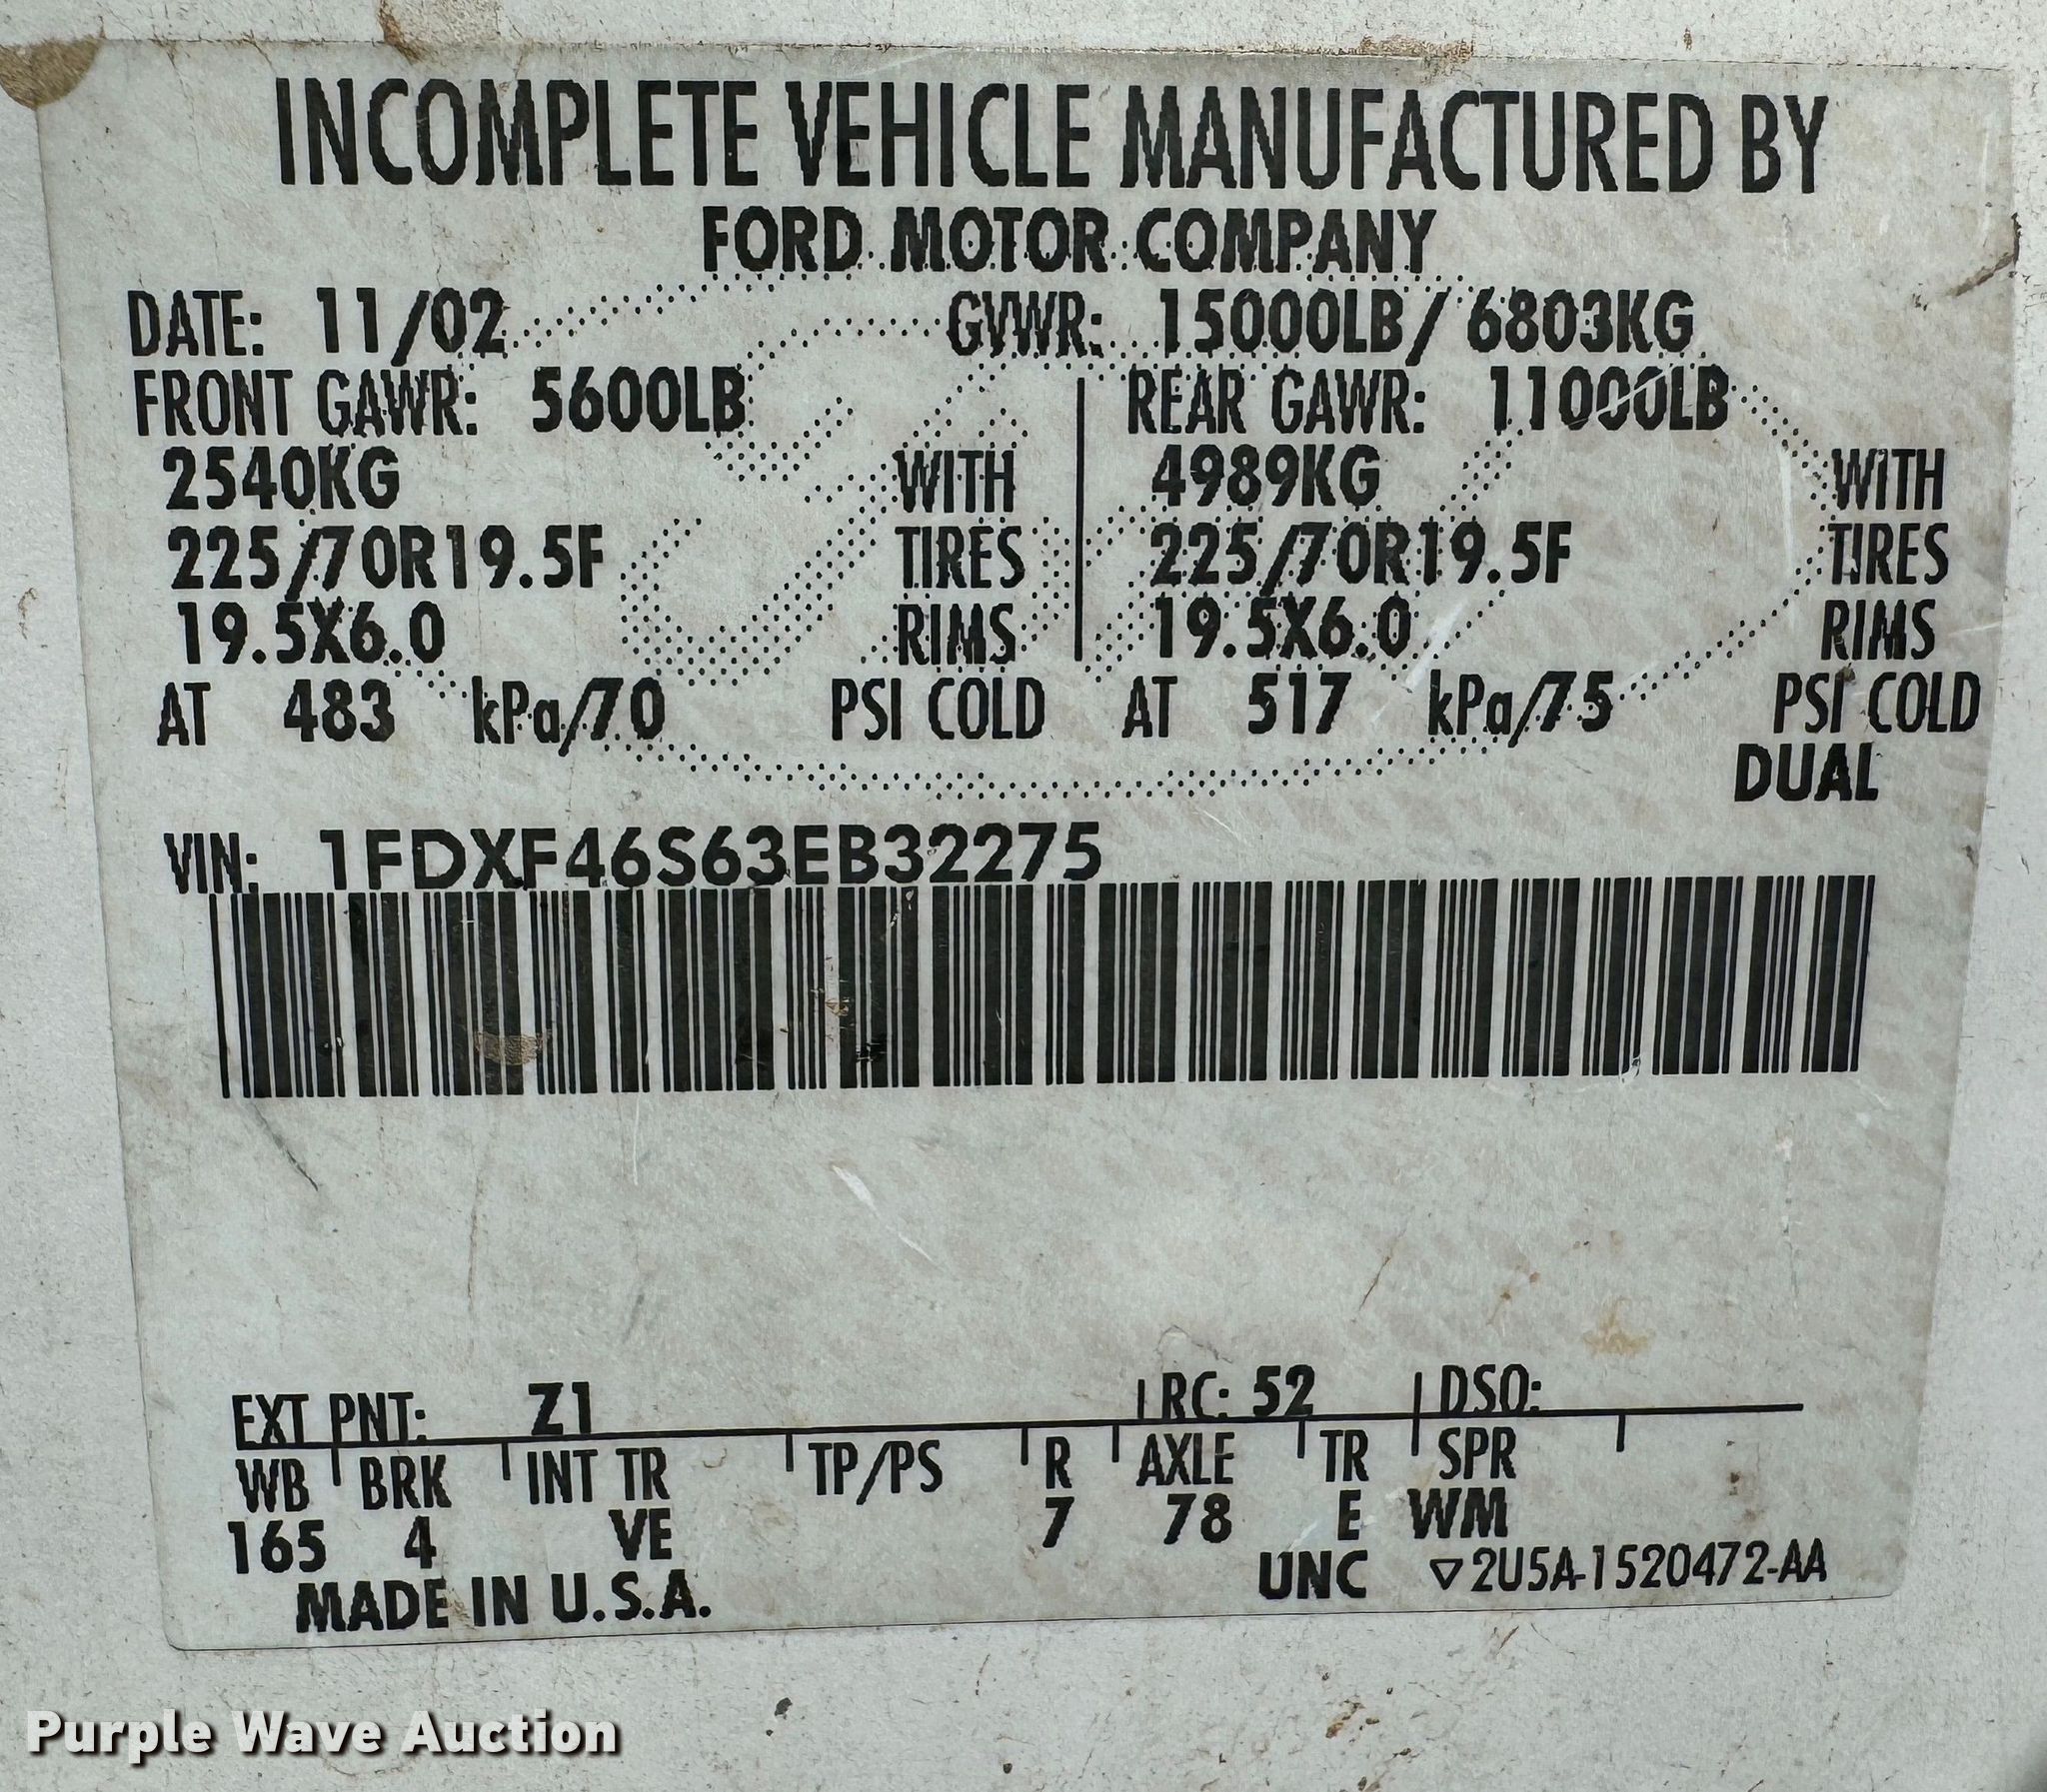 INCOMPLETE VEHICLE MANUFACTURED BY
FORD MOTOR COMPANY
DATE: 11/02 GVWR: 15000LB/ 6803KG
FRONT GAWR: 5600LB REAR GAWR: 11000LB
2540KG WITH 4989KG WITH
225/70R19.5F TIRES 225/70R19.5F TIRES
19.5X6.0 RIMS 19.5X6.0 RIMS
AT 483 kPa/70 PSI COLD AT 517 kPa/75 PSI COLD
DUAL
VIN: 1FDXF46S63EB32275
EXT PNT: Z1 RC: 52 DSO:
WB BRK INT TR TP/PS R AXLE TR SPR
165 4 VE 7 78 E WM
MADE IN U.S.A. UNC ▽2U5A-1520472-AA
Purple Wave Auction